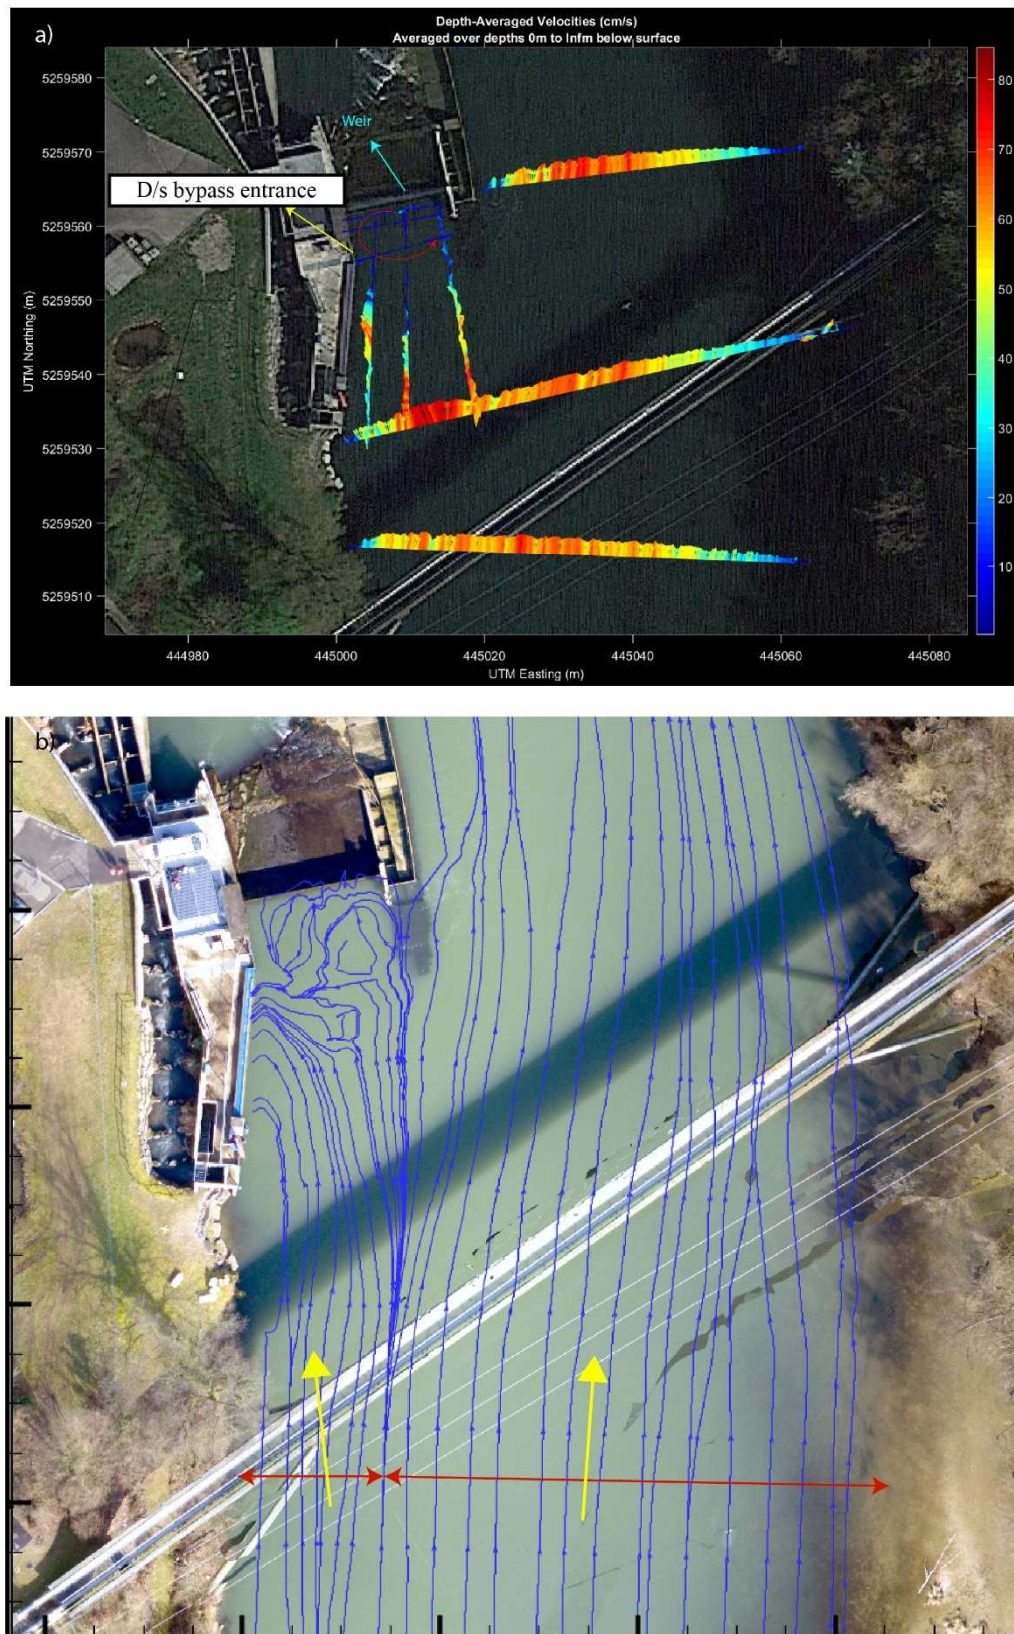 a)
Depth-Averaged Velocities (cm/s)
Averaged over depths 0m to Infm below surface
5259580
5259570
5259560
5259550
5259540
5259530
5259520
5259510
UTM Northing (m)
Weir
D/s bypass entrance
80
70
60
50
40
30
20
10
444980
445000
445020
445040
445060
445080
UTM Easting (m)
b)